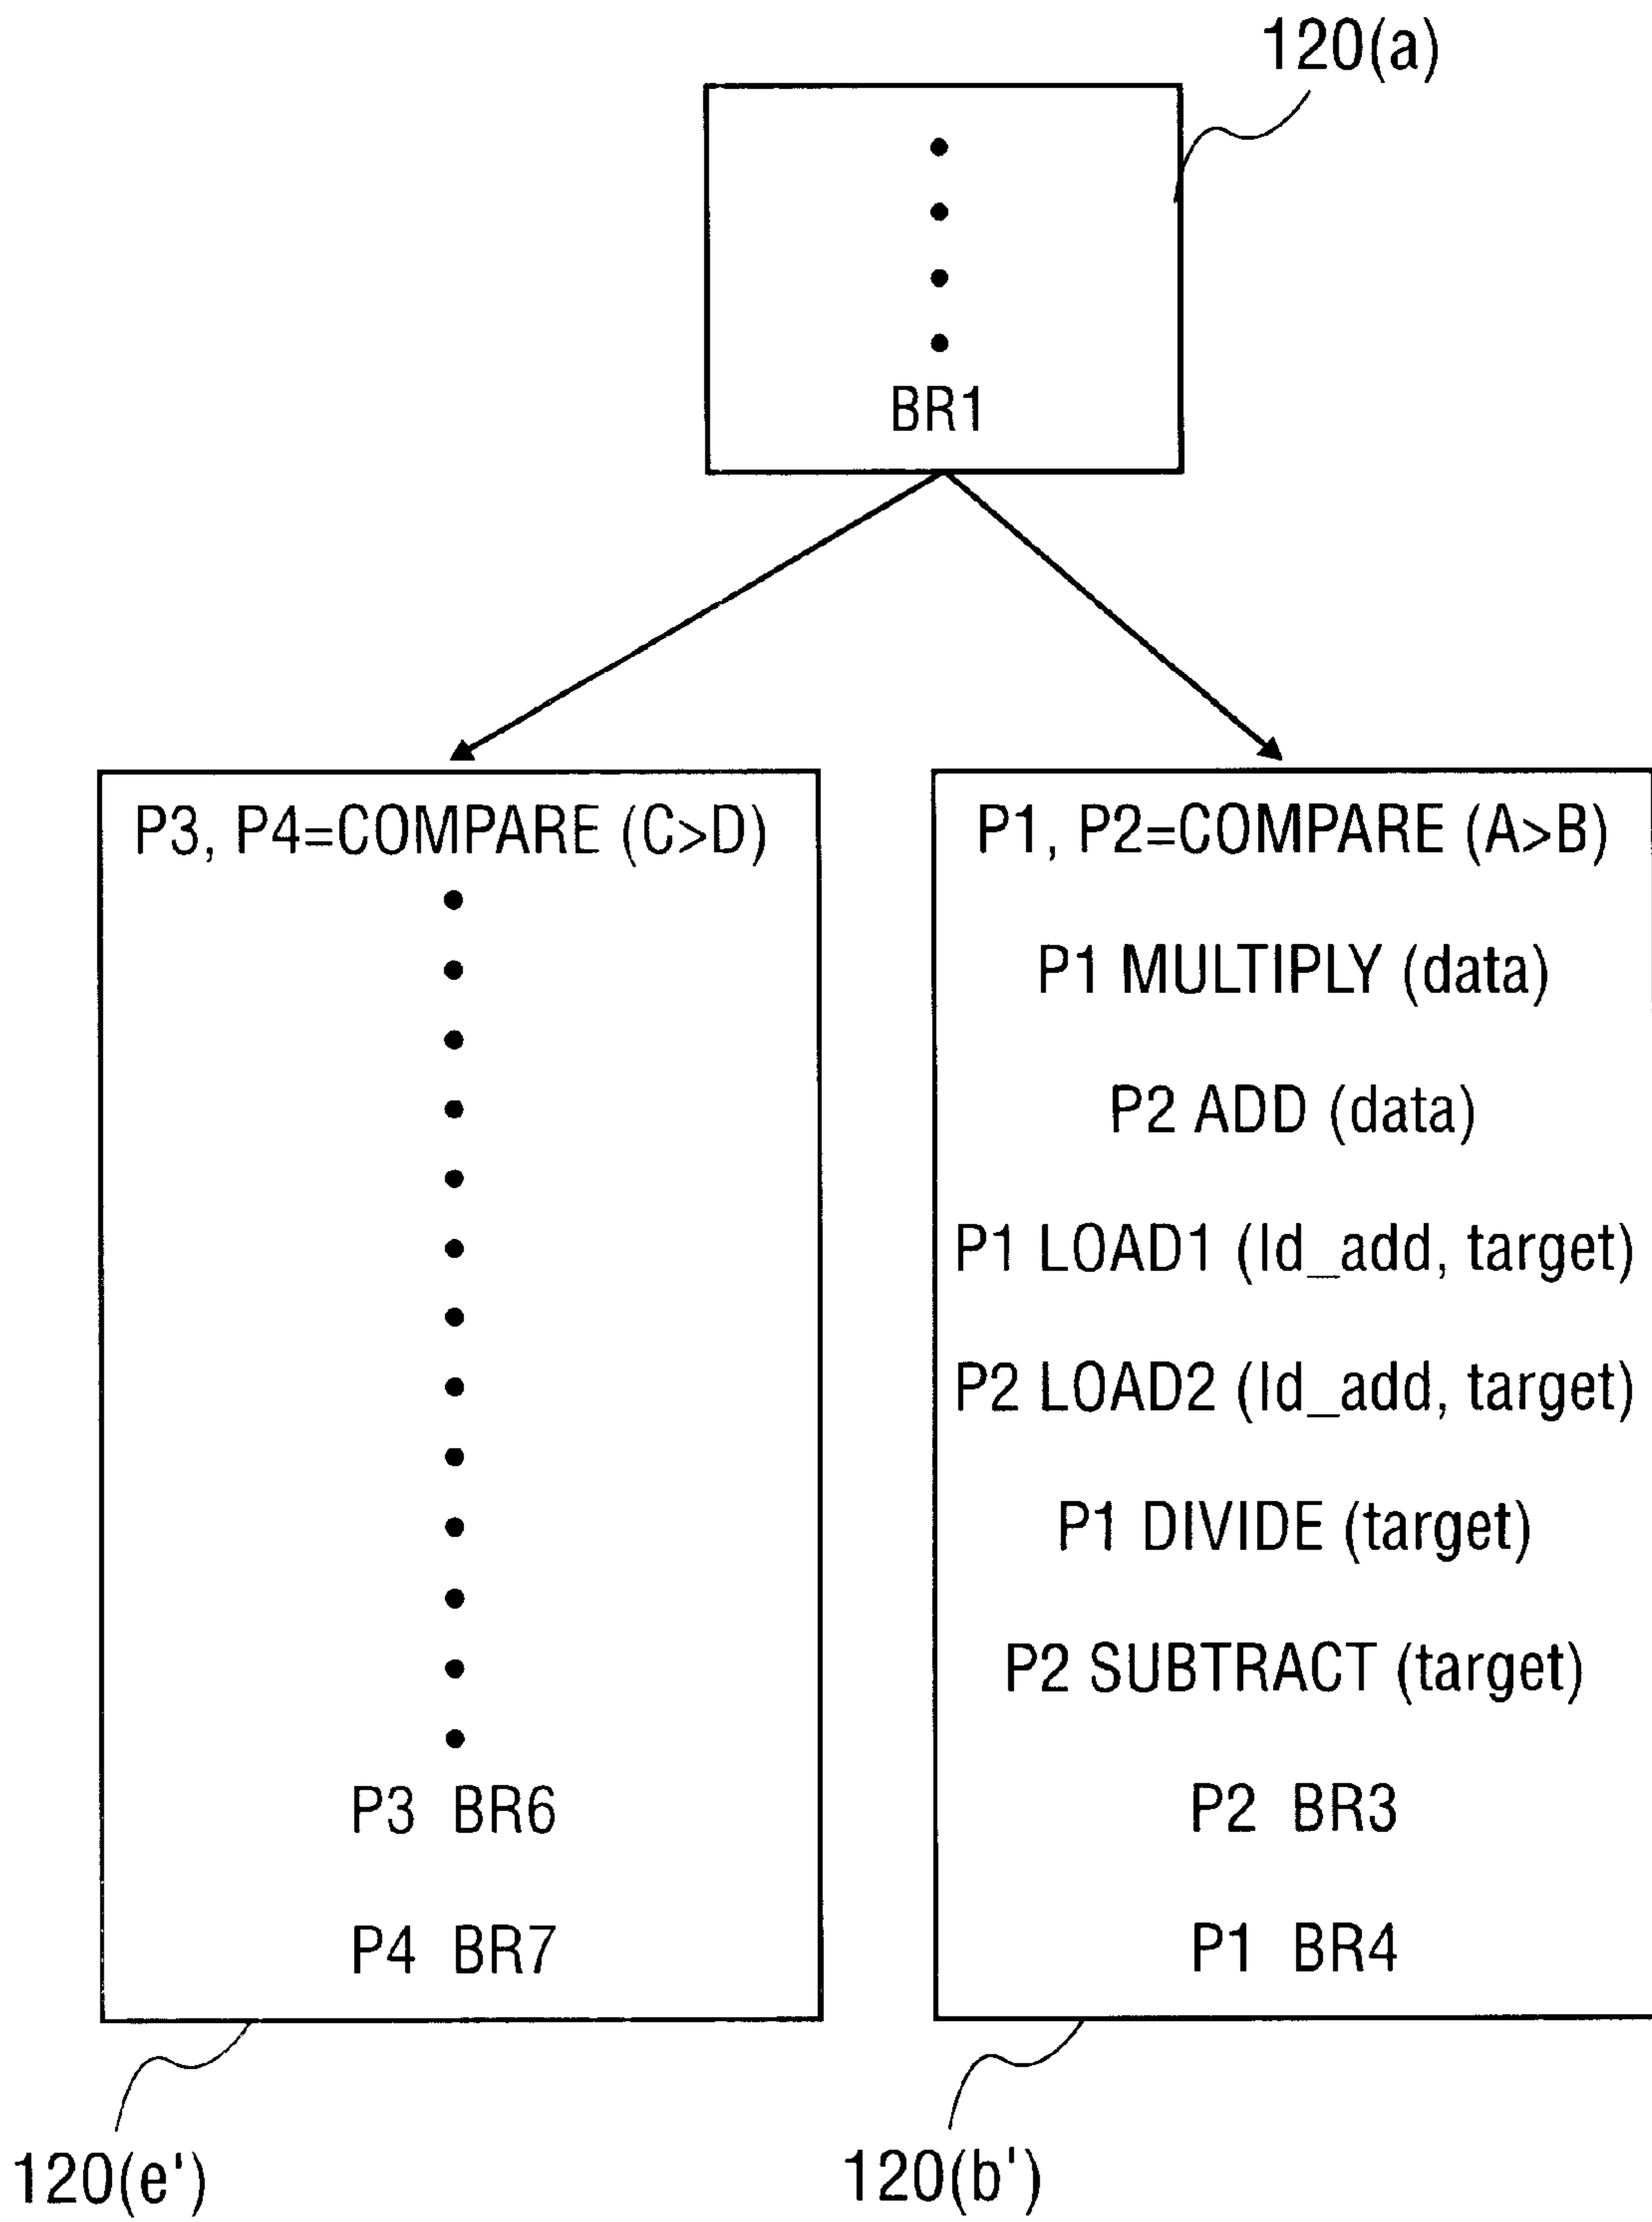 120(a)
BR1
P3, P4=COMPARE (C>D)
P3 BR6
P4 BR7
120(e')
P1, P2=COMPARE (A>B)
P1 MULTIPLY (data)
P2 ADD (data)
P1 LOAD1 (ld_add, target)
P2 LOAD2 (ld_add, target)
P1 DIVIDE (target)
P2 SUBTRACT (target)
P2 BR3
P1 BR4
120(b')